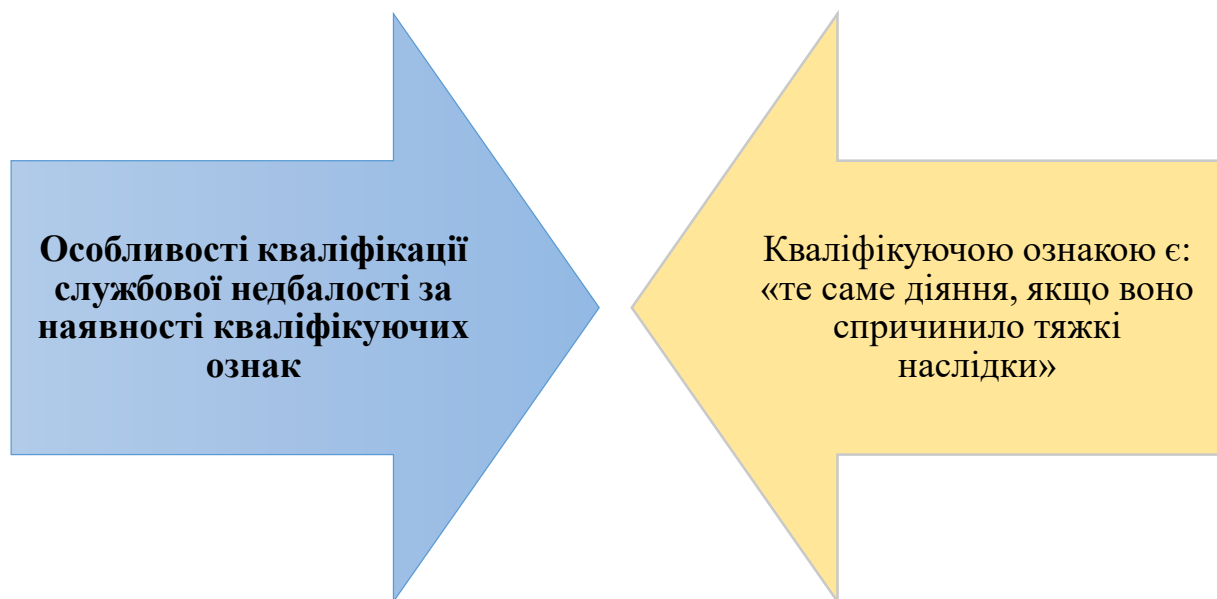 Особливості кваліфікації
службової недбалості за
наявності кваліфікуючих
ознак
Кваліфікуючою ознакою є:
«те саме діяння, якщо воно
спричинило тяжкі
наслідки»